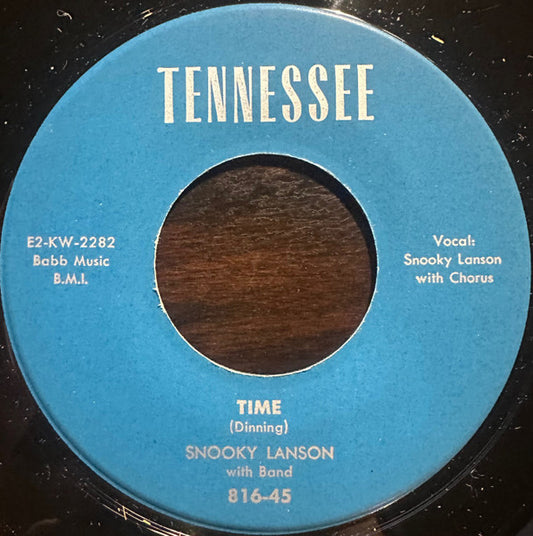 TENNESSEE
E2-KW-2282
Babb Music
B.M.I.
Vocal:
Snooky Lanson
with Chorus
TIME
(Dinning)
SNOOKY LANSON
with Band
816-45